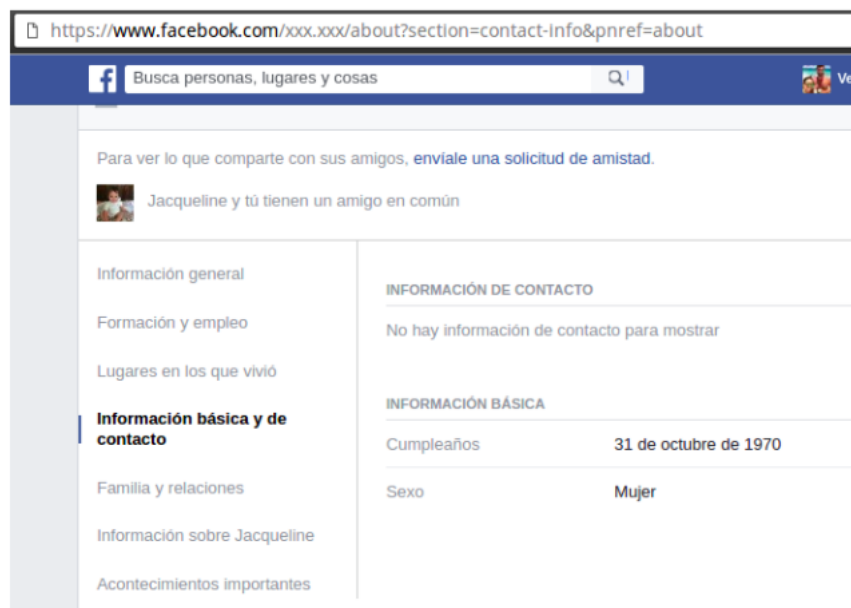 https://www.facebook.com/xxx.xxx/about?section=contact-info&pnref=about
f Busca personas, lugares y cosas
Para ver lo que comparte con sus amigos, envíale una solicitud de amistad.
Jacqueline y tú tienen un amigo en común
Información general
Formación y empleo
Lugares en los que vivió
Información básica y de
contacto
Familia y relaciones
Información sobre Jacqueline
Acontecimientos importantes
INFORMACIÓN DE CONTACTO
No hay información de contacto para mostrar
INFORMACIÓN BÁSICA
Cumpleaños 31 de octubre de 1970
Sexo Mujer